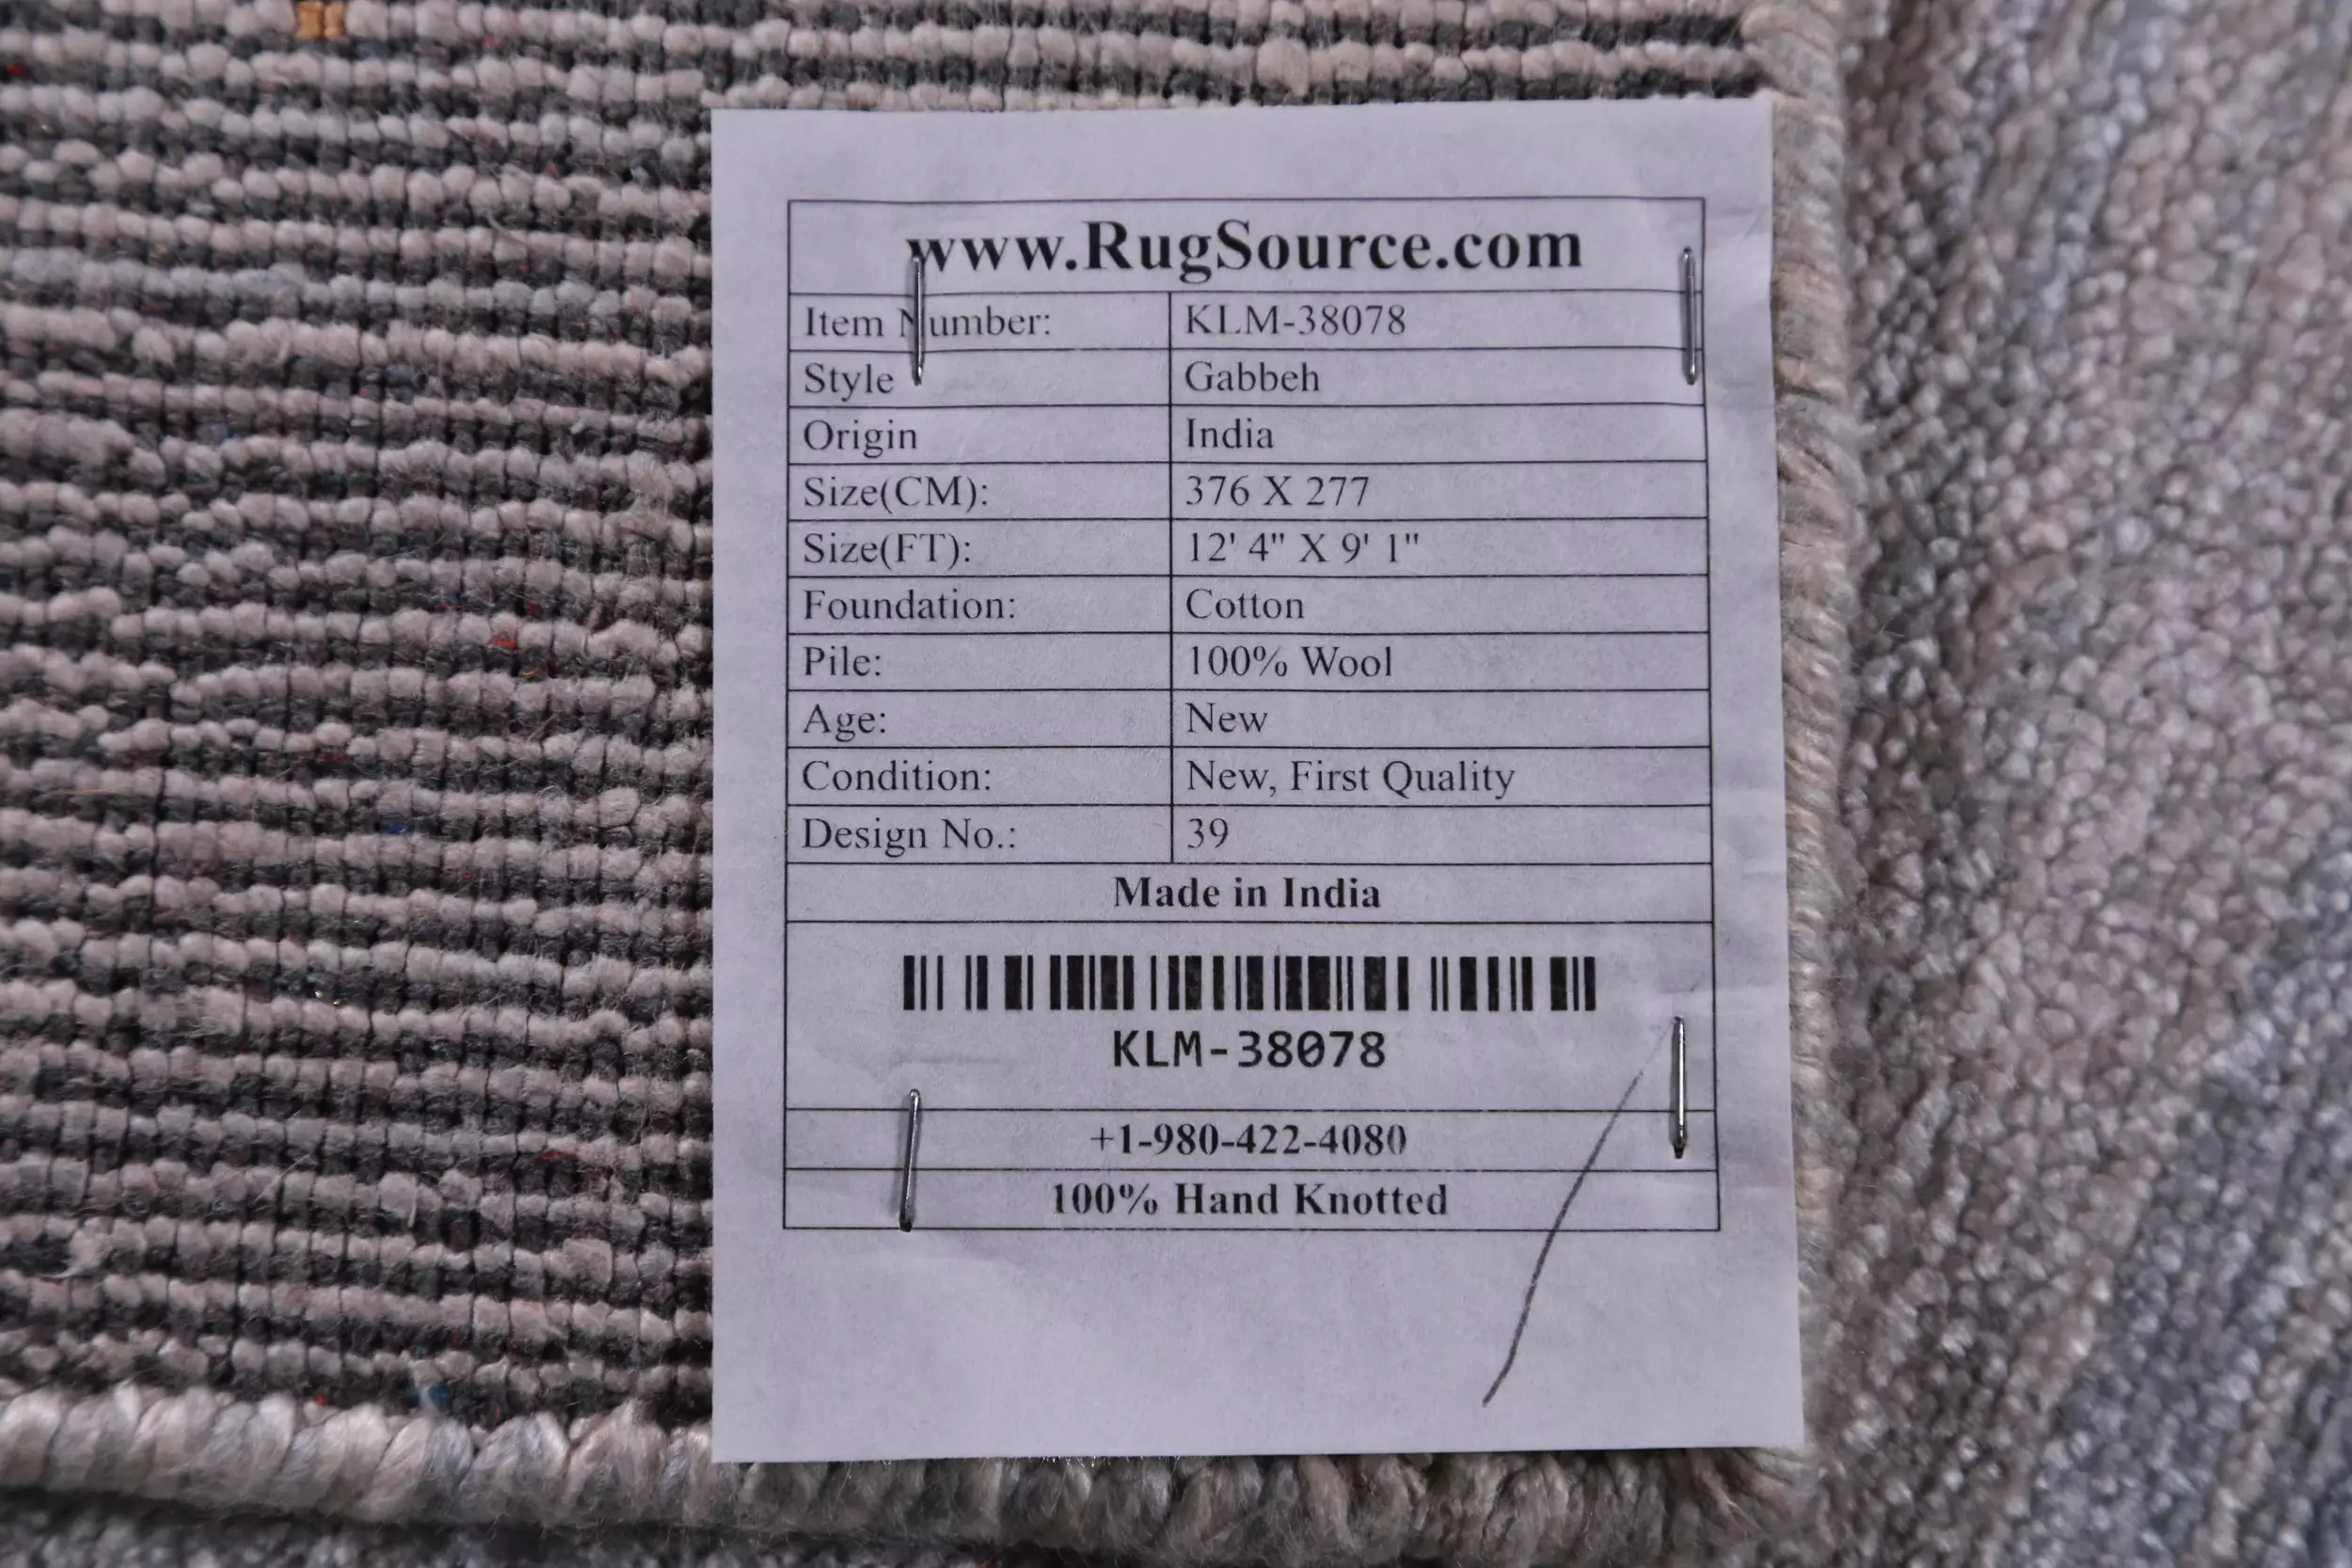 www.RugSource.com
Item Number: KLM-38078
Style Gabbeh
Origin India
Size(CM): 376 X 277
Size(FT): 12' 4" X 9' 1"
Foundation: Cotton
Pile: 100% Wool
Age: New
Condition: New, First Quality
Design No.: 39
Made in India
KLM-38078
+1-980-422-4080
100% Hand Knotted